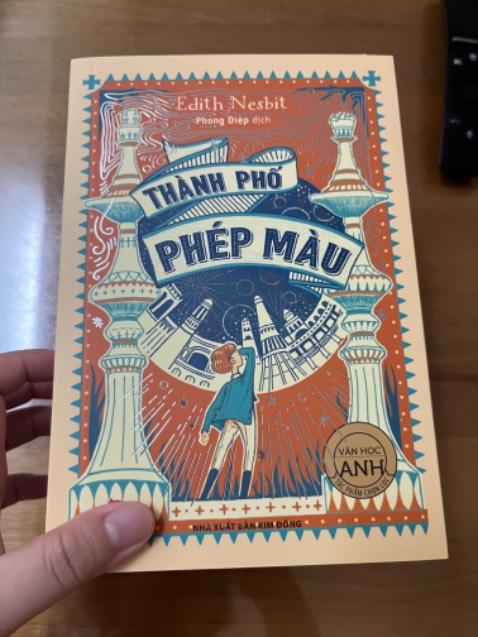 Edith Nesbit
Phong Diệp dịch
THÀNH PHỐ
PHÉP MÀU
VĂN HỌC
ANH
TÁC PHẨM CHỌN LỌC
NHÀ XUẤT BẢN KIM ĐỒNG